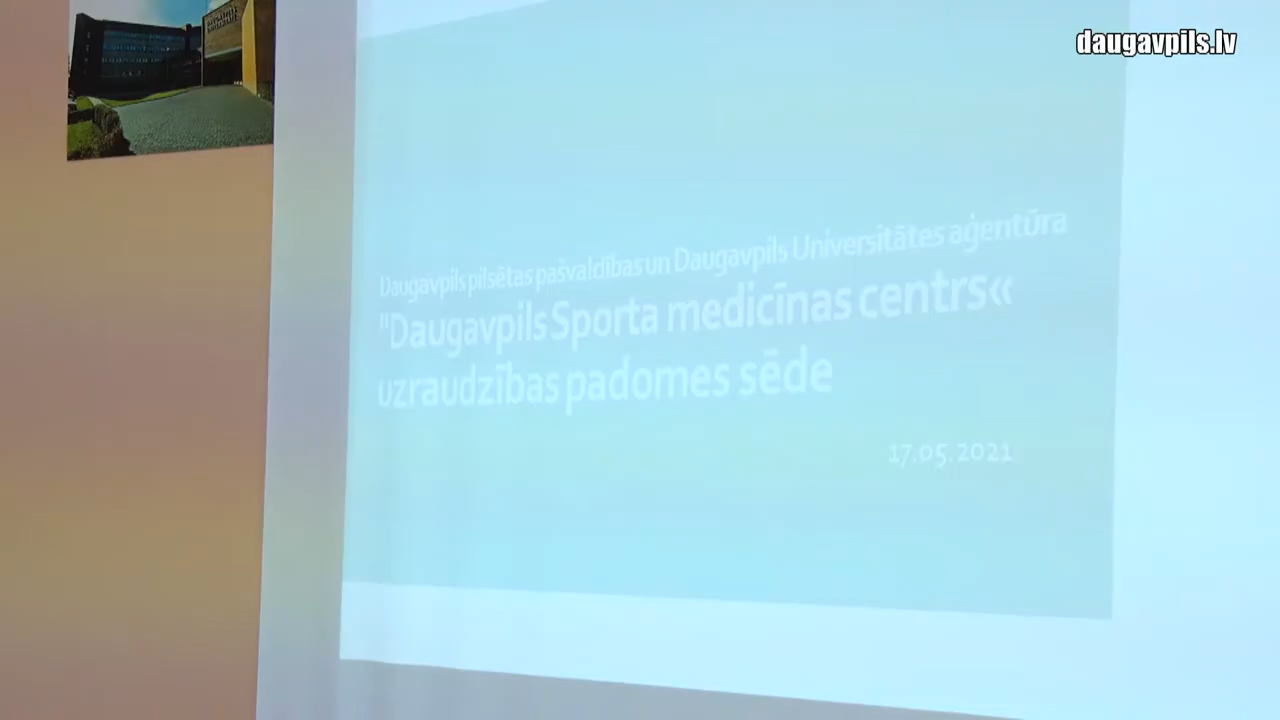 daugavpils.lv
Daugavpils pilsētas pašvaldības un Daugavpils Universitātes aģentūra
"Daugavpils Sporta medicīnas centrs«
uzraudzības padomes sēde
17.05.2021